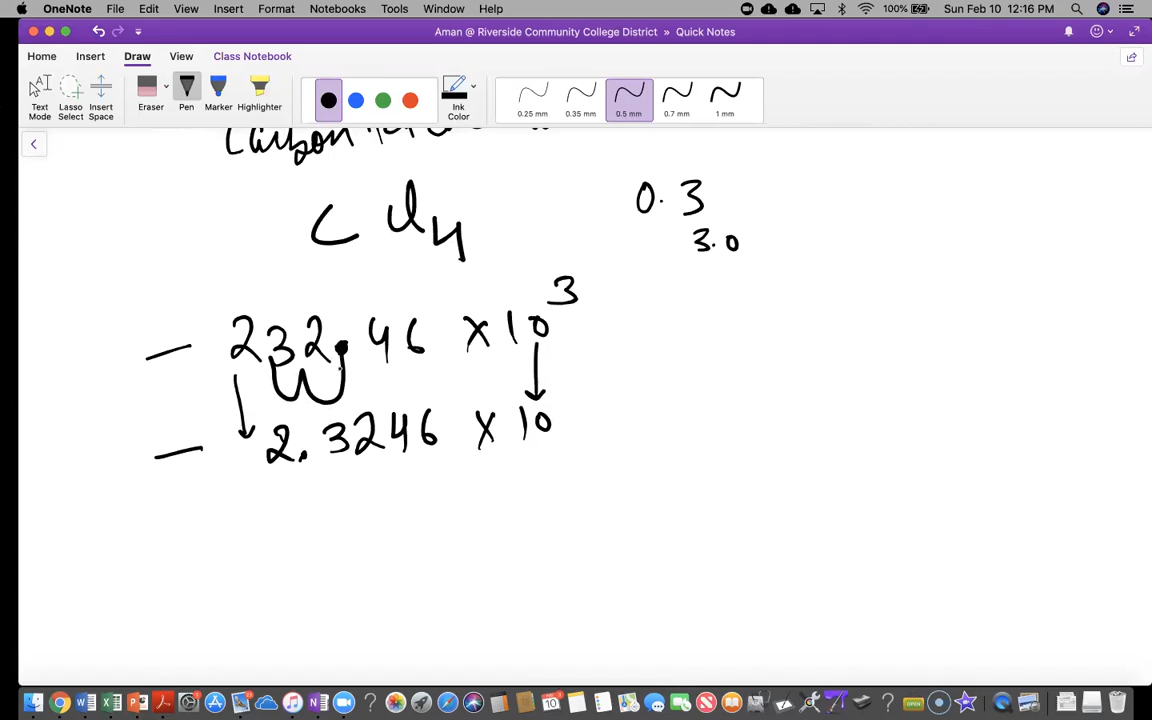 OneNote File Edit View Insert Format Notebooks Tools Window Help 100% Sun Feb 10 12:16 PM
Aman @ Riverside Community College District » Quick Notes
Home Insert Draw View Class Notebook
Text Mode Lasso Select Insert Space Eraser Pen Marker Highlighter Ink Color 0.25 mm 0.35 mm 0.5 mm 0.7 mm 1 mm
Carbon
CCl4
0.3
3.0
— 232.46 x 10^3
— 2.3246 x 10